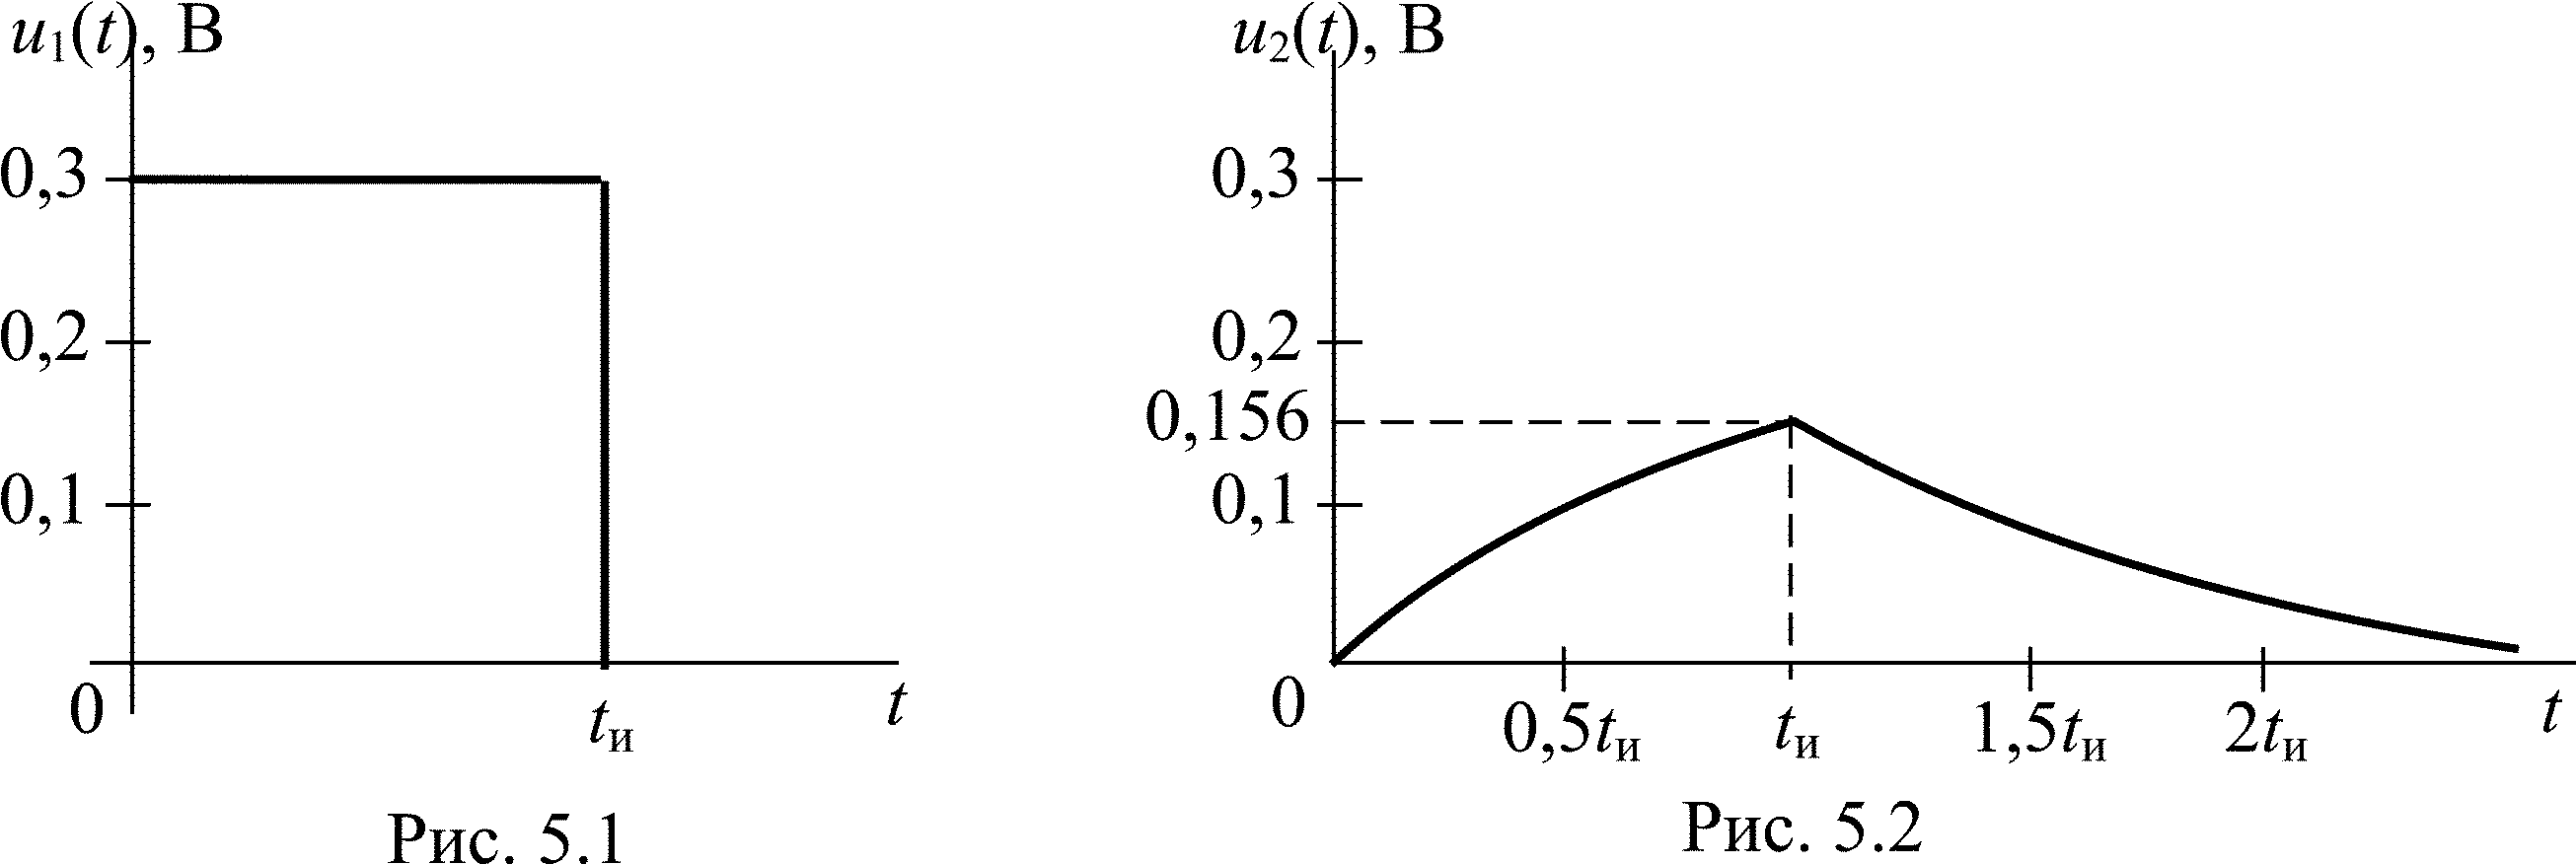 u₁(t), В
0,3
0,2
0,1
0
tи
t
Рис. 5.1
u₂(t), В
0,3
0,2
0,156
0,1
0
0,5tи
tи
1,5tи
2tи
t
Рис. 5.2